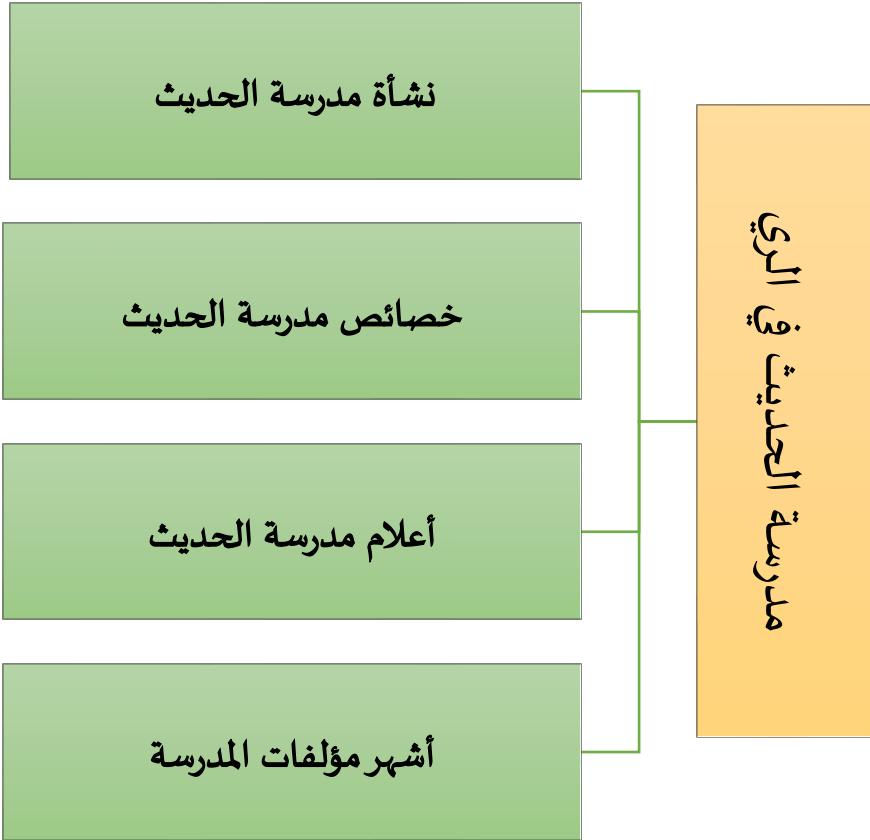 مدرسة الحديث في الري
نشأة مدرسة الحديث
خصائص مدرسة الحديث
أعلام مدرسة الحديث
أشهر مؤلفات المدرسة